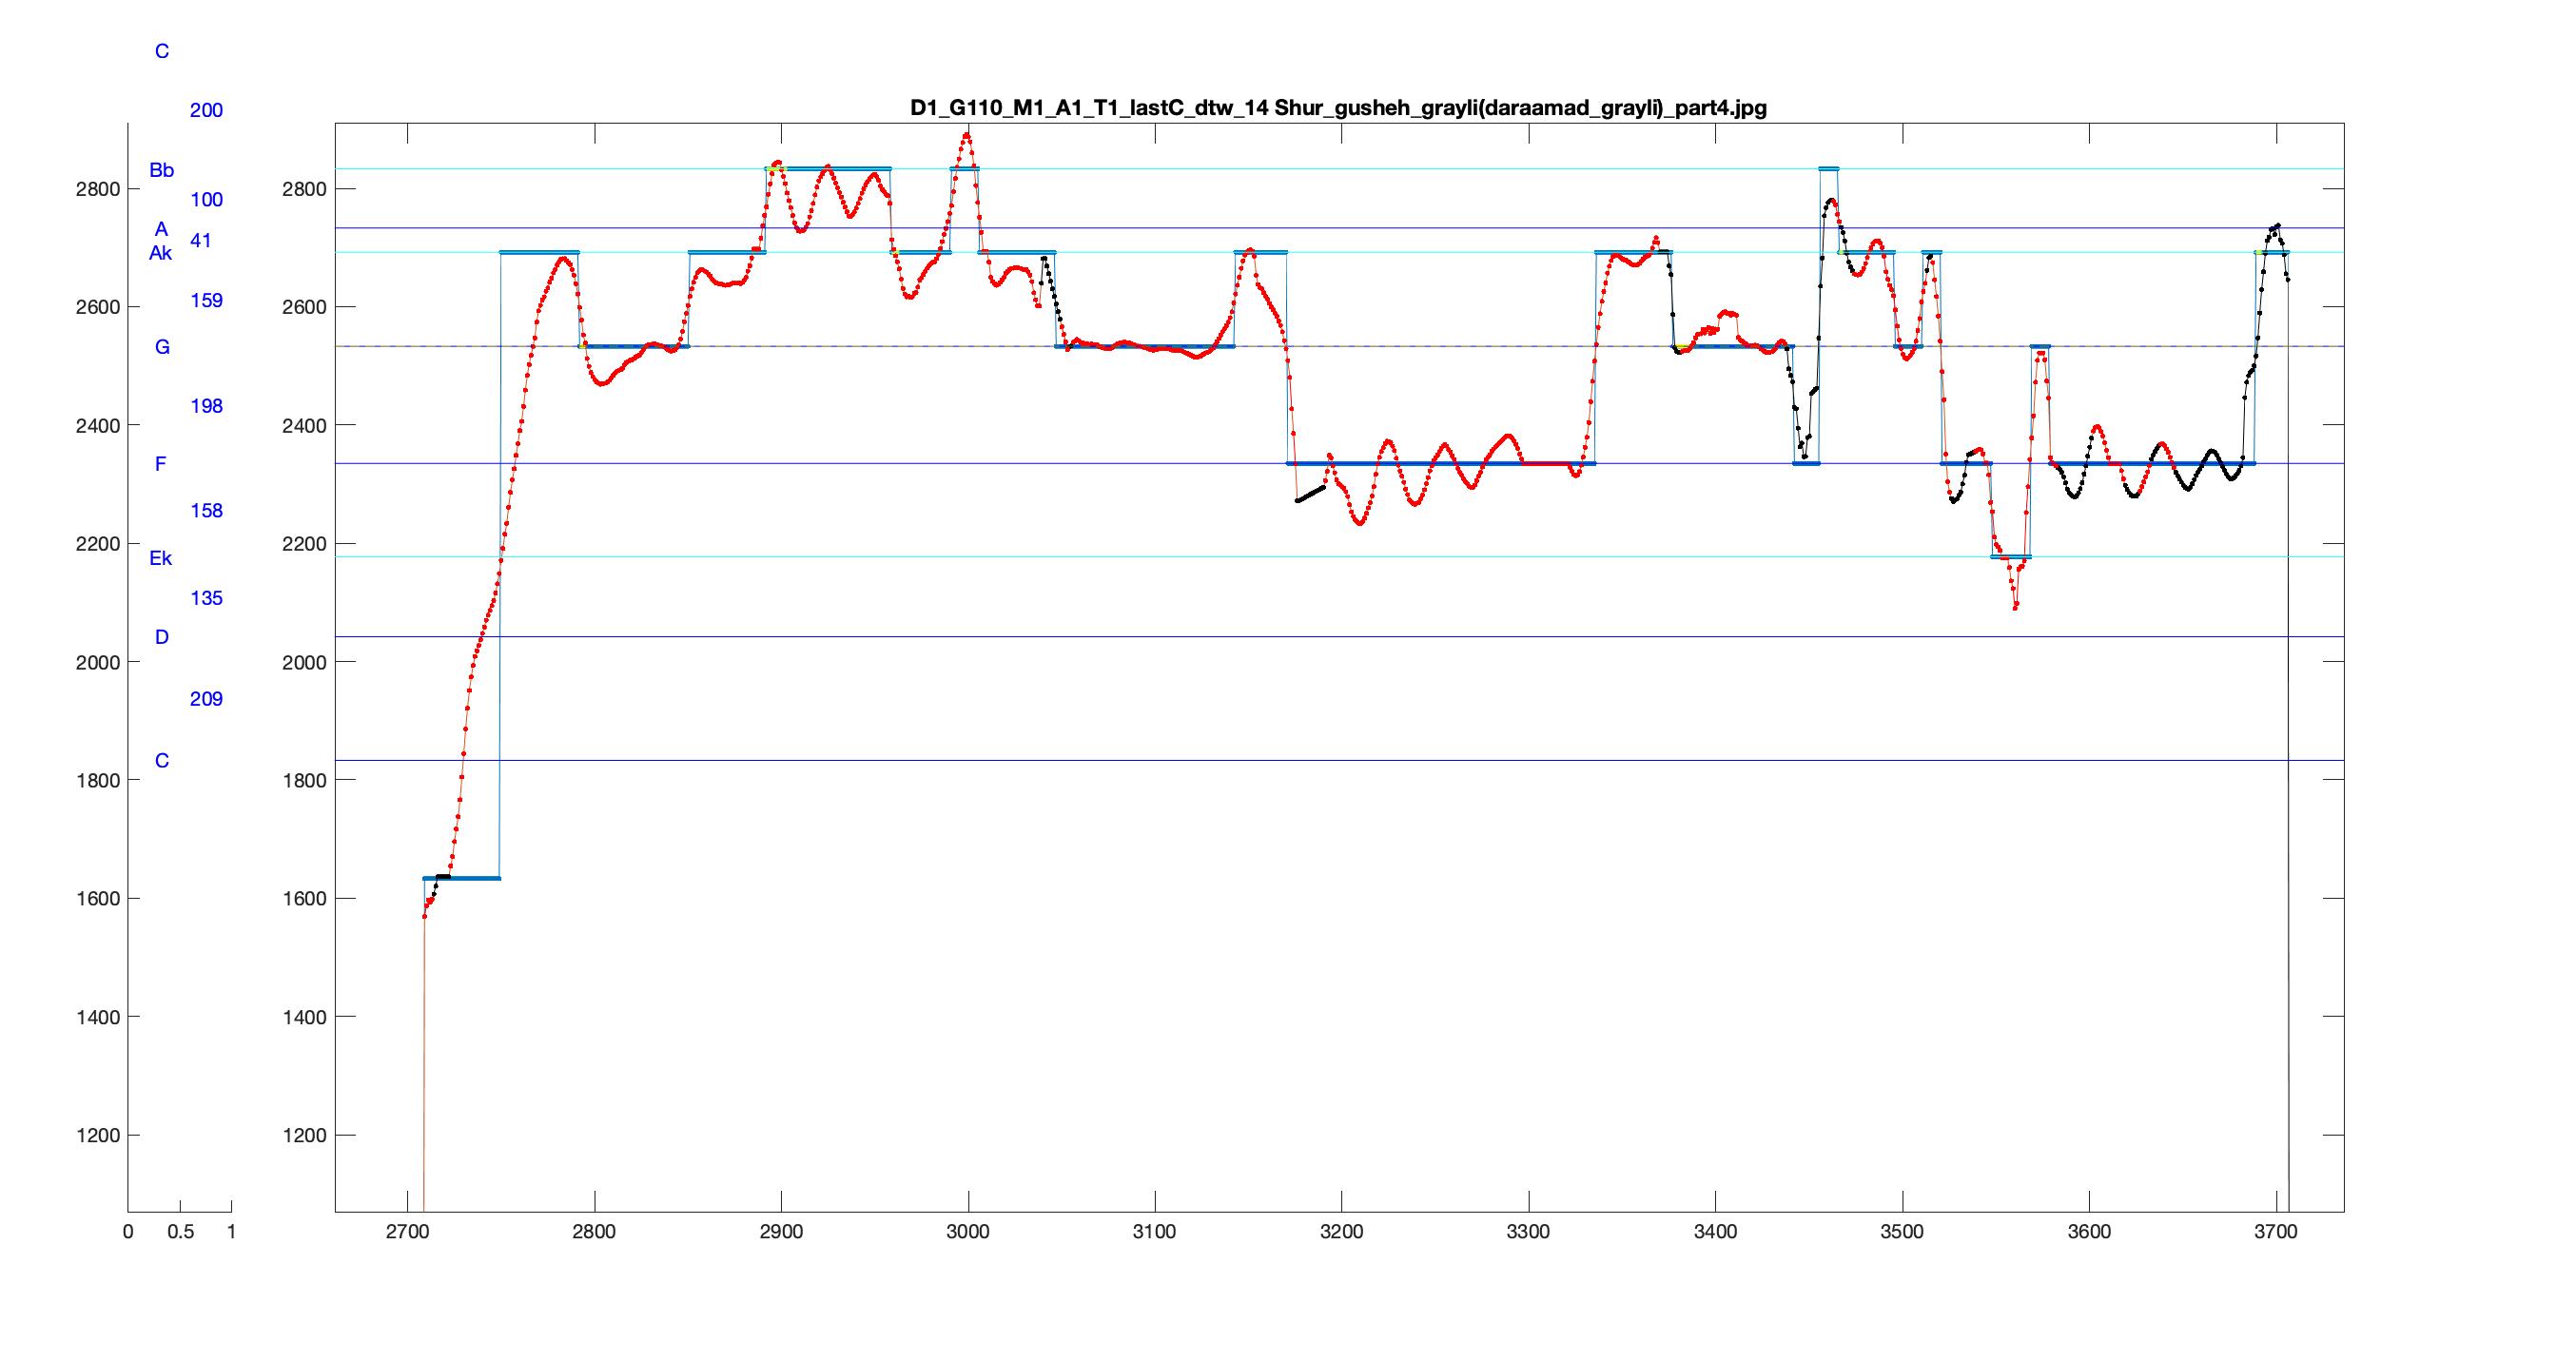 D1_G110_M1_A1_T1_lastC_dtw_14 Shur_gusheh_grayli(daraamad_grayli)_part4.jpg
C
200
Bb
100
A
41
Ak
159
G
198
F
158
Ek
135
D
209
C
2800
2600
2400
2200
2000
1800
1600
1400
1200
0 0.5 1
2800
2600
2400
2200
2000
1800
1600
1400
1200
2700 2800 2900 3000 3100 3200 3300 3400 3500 3600 3700